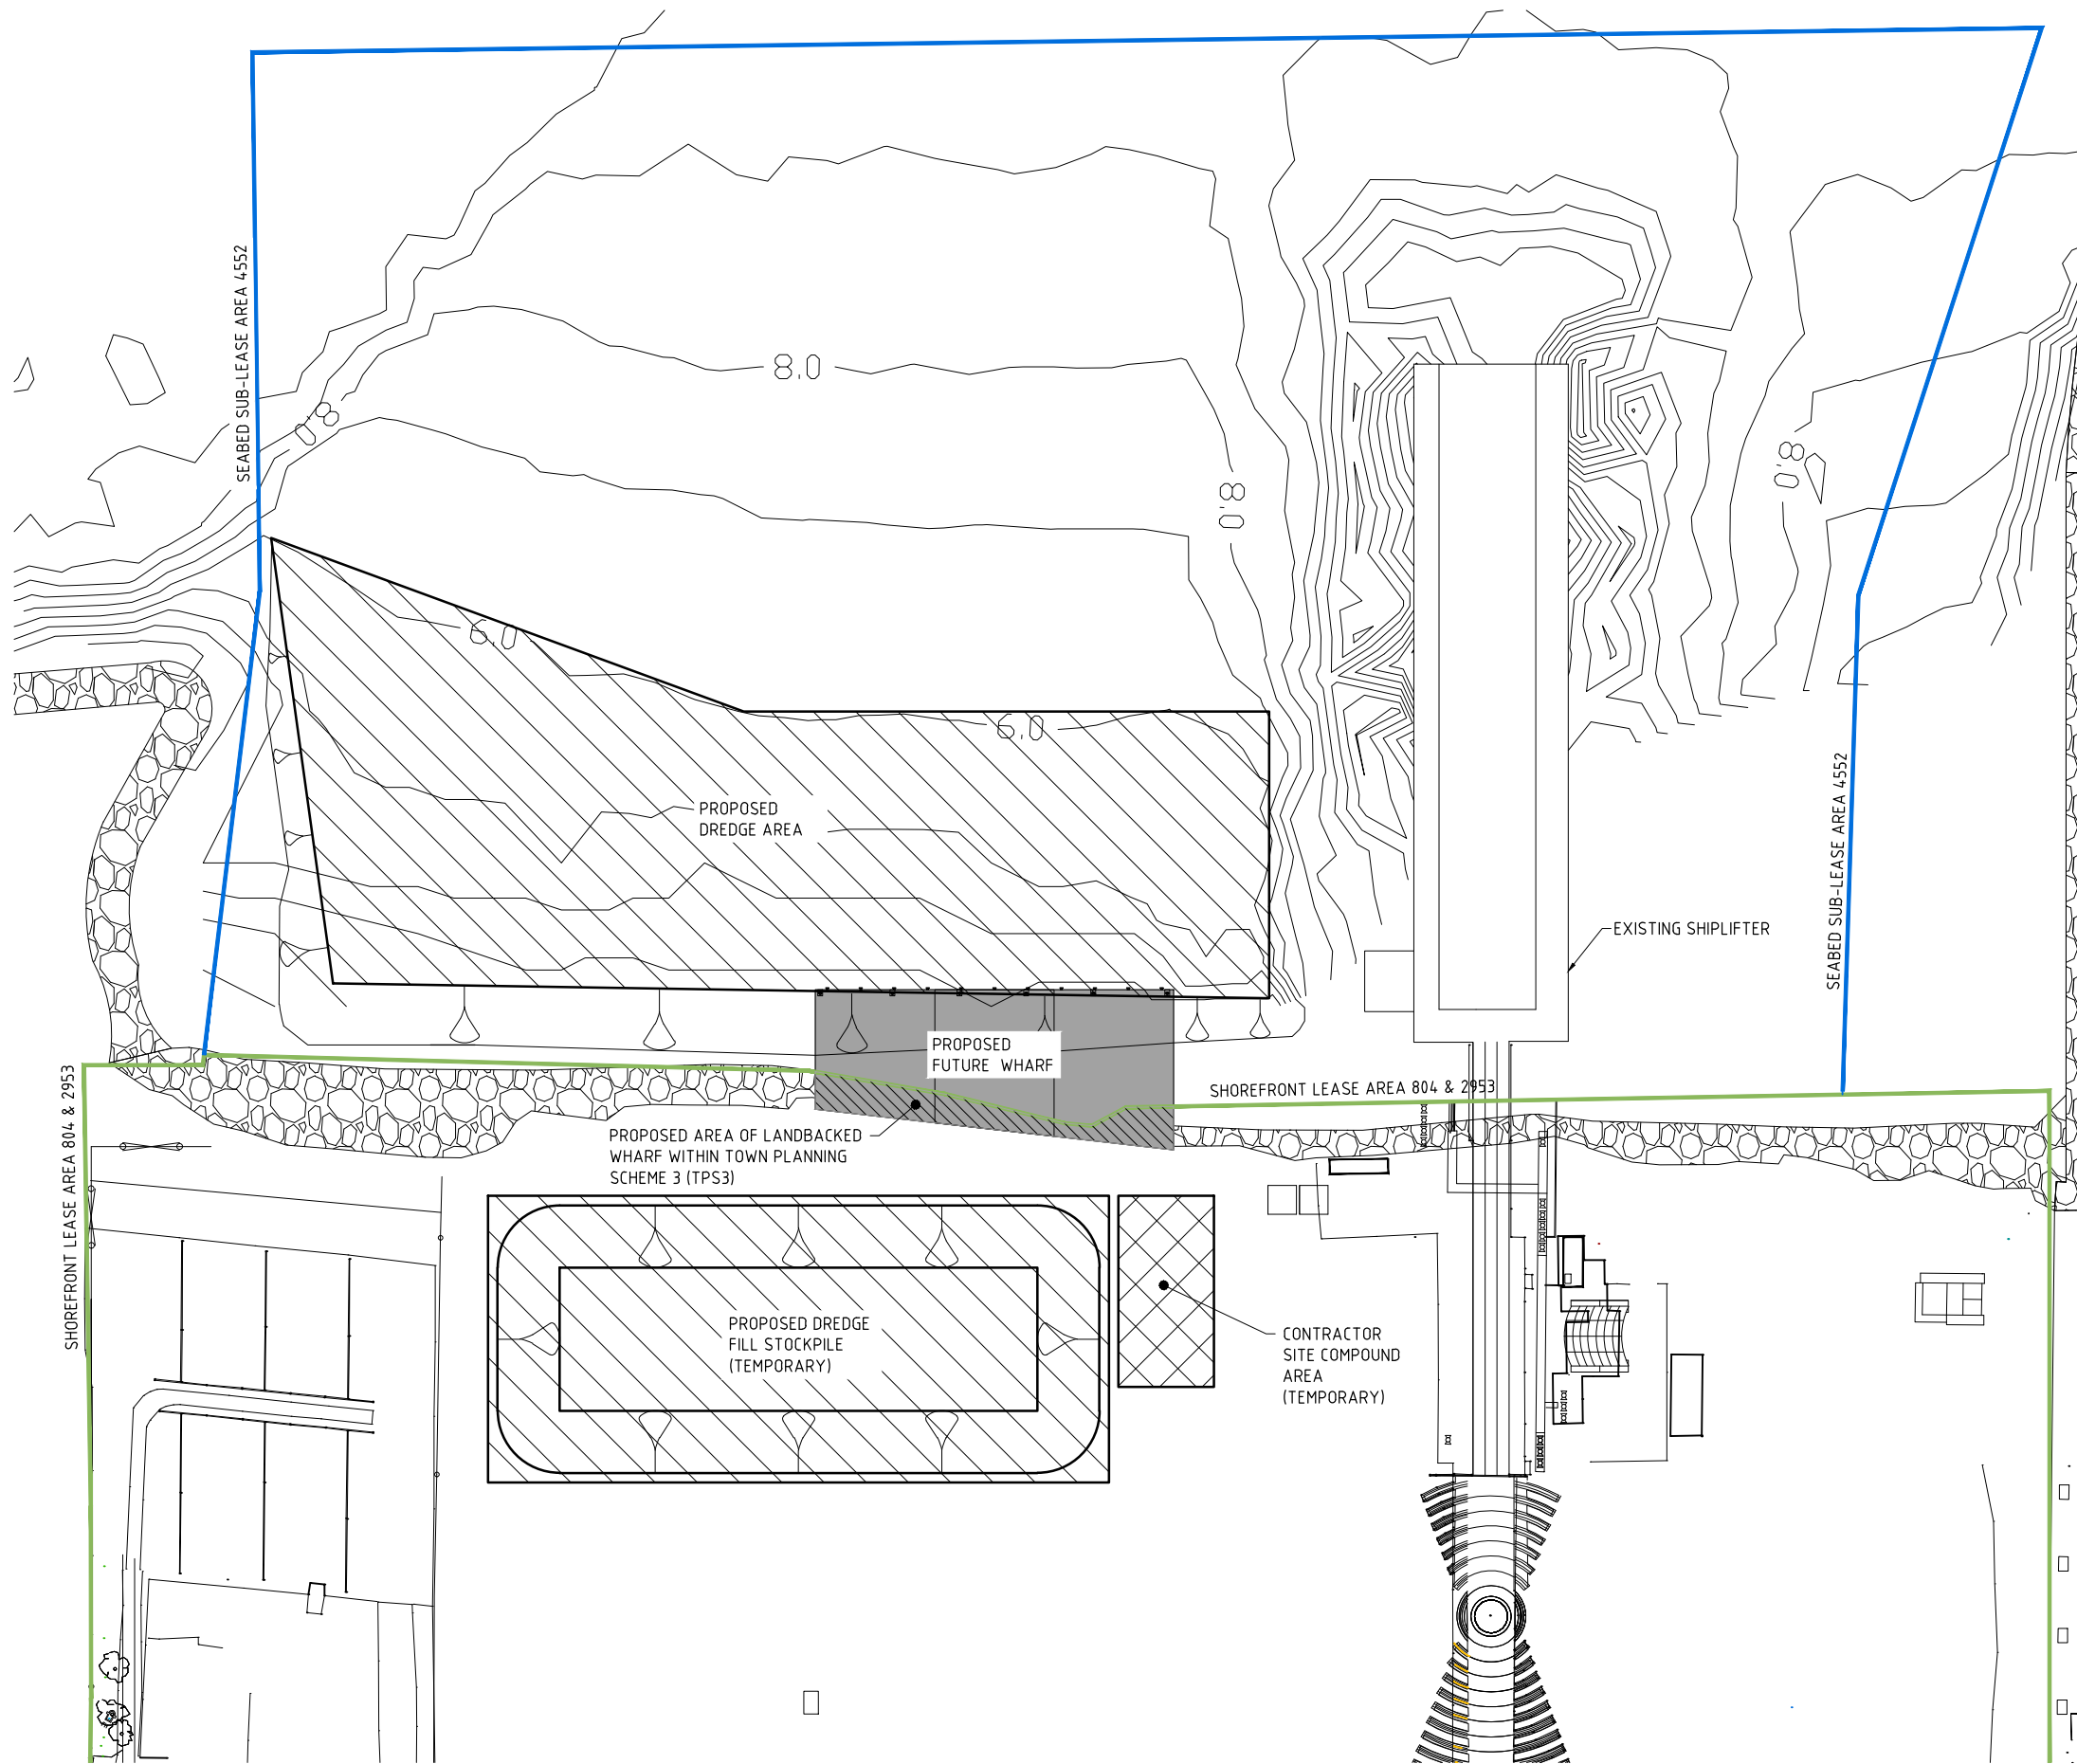 SEABED SUB-LEASE AREA 4552
8.0
8.0
8.0
8.0
6.0
6.0
PROPOSED
DREDGE AREA
EXISTING SHIPLIFTER
SEABED SUB-LEASE AREA 4552
PROPOSED
FUTURE WHARF
SHOREFRONT LEASE AREA 804 & 2953
SHOREFRONT LEASE AREA 804 & 2953
PROPOSED AREA OF LANDBACKED
WHARF WITHIN TOWN PLANNING
SCHEME 3 (TPS3)
PROPOSED DREDGE
FILL STOCKPILE
(TEMPORARY)
CONTRACTOR
SITE COMPOUND
AREA
(TEMPORARY)